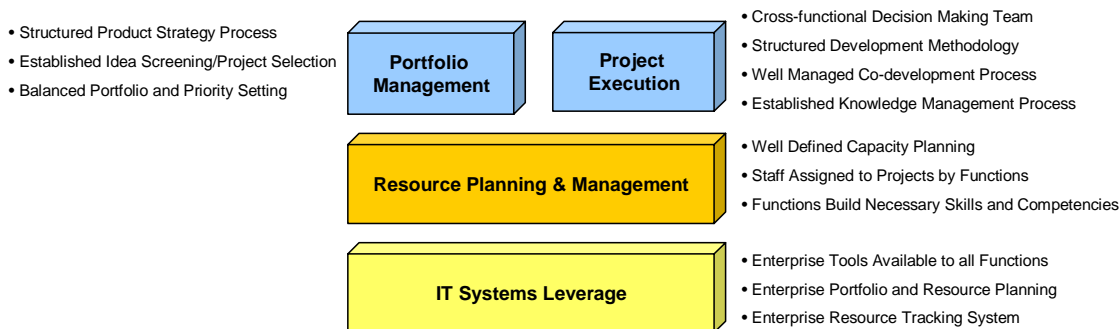 • Structured Product Strategy Process
• Established Idea Screening/Project Selection
• Balanced Portfolio and Priority Setting
Portfolio
Management
Project
Execution
• Cross-functional Decision Making Team
• Structured Development Methodology
• Well Managed Co-development Process
• Established Knowledge Management Process
Resource Planning & Management
• Well Defined Capacity Planning
• Staff Assigned to Projects by Functions
• Functions Build Necessary Skills and Competencies
IT Systems Leverage
• Enterprise Tools Available to all Functions
• Enterprise Portfolio and Resource Planning
• Enterprise Resource Tracking System